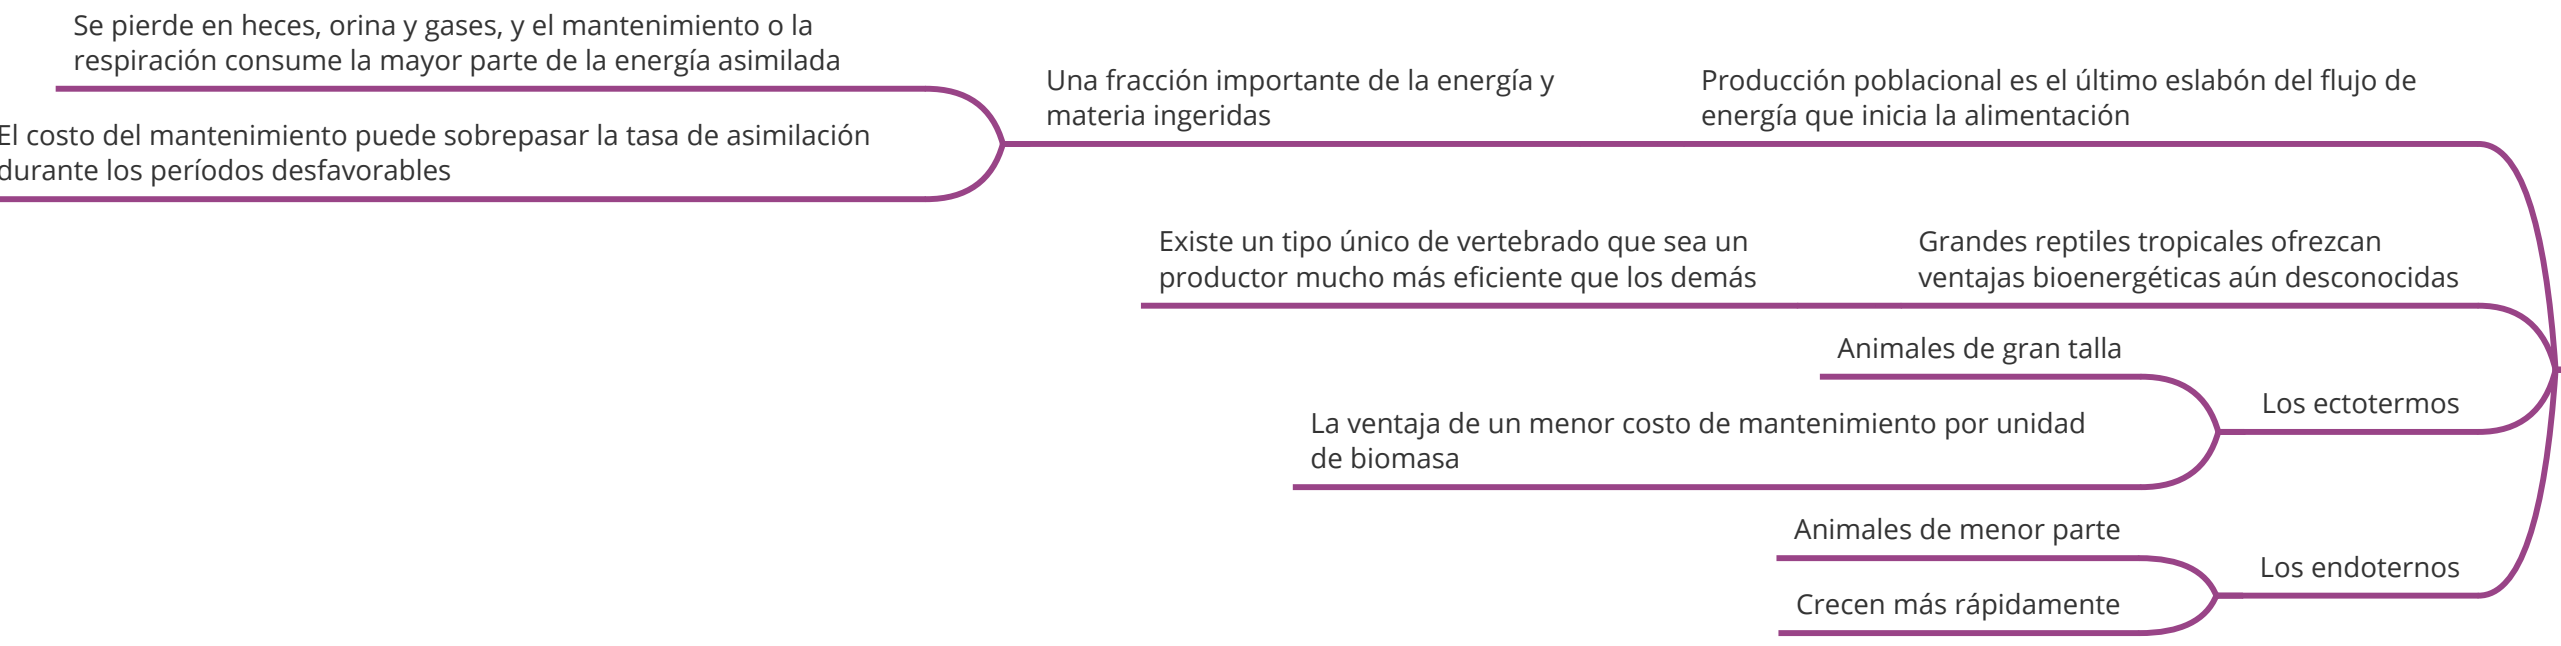 Se pierde en heces, orina y gases, y el mantenimiento o la
respiración consume la mayor parte de la energía asimilada
El costo del mantenimiento puede sobrepasar la tasa de asimilación
durante los períodos desfavorables
Una fracción importante de la energía y
materia ingeridas
Producción poblacional es el último eslabón del flujo de
energía que inicia la alimentación
Existe un tipo único de vertebrado que sea un
productor mucho más eficiente que los demás
Grandes reptiles tropicales ofrezcan
ventajas bioenergéticas aún desconocidas
Animales de gran talla
La ventaja de un menor costo de mantenimiento por unidad
de biomasa
Los ectotermos
Animales de menor parte
Crecen más rápidamente
Los endoternos